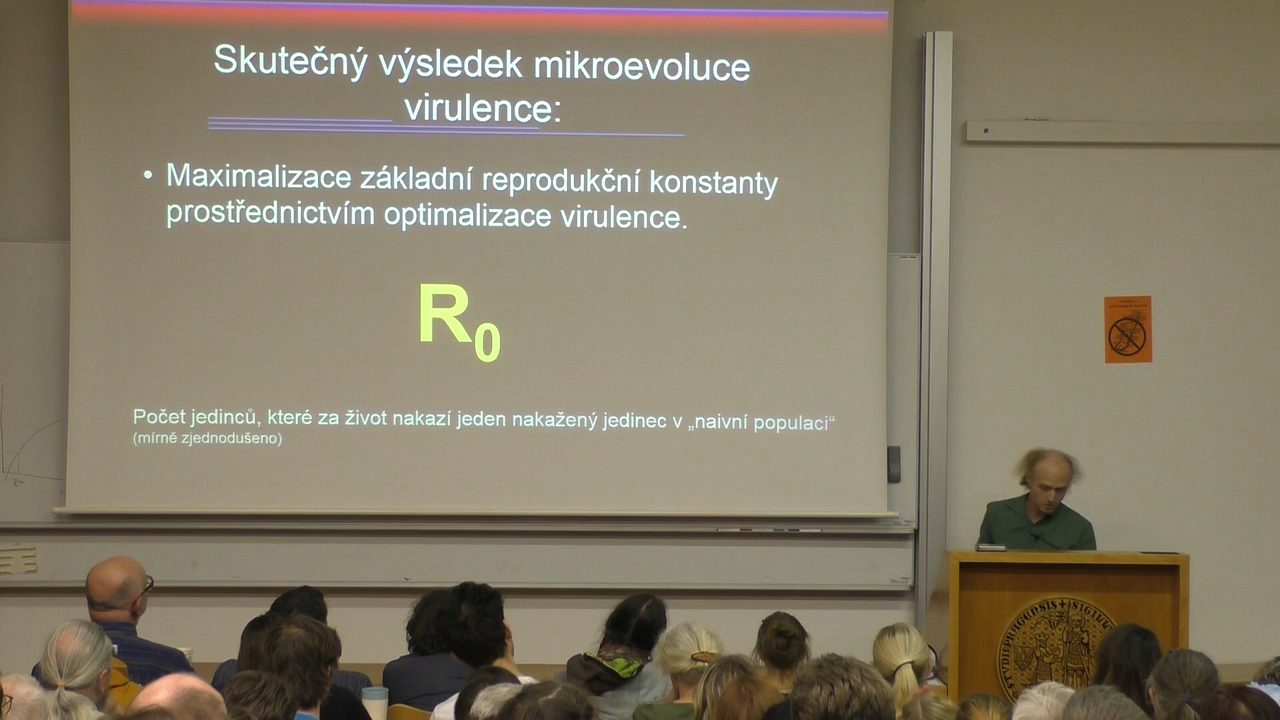 Skutečný výsledek mikroevoluce
virulence:
• Maximalizace základní reprodukční konstanty
prostřednictvím optimalizace virulence.
R0
Počet jedinců, které za život nakazí jeden nakažený jedinec v „naivní populaci“
(mírně zjednodušeno)